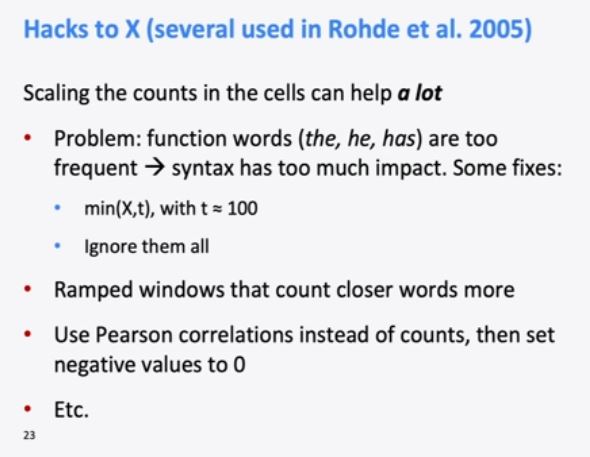 Hacks to X (several used in Rohde et al. 2005)
Scaling the counts in the cells can help a lot
• Problem: function words (the, he, has) are too
frequent → syntax has too much impact. Some fixes:
• min(X,t), with t ≈ 100
• Ignore them all
• Ramped windows that count closer words more
• Use Pearson correlations instead of counts, then set
negative values to 0
• Etc.
23